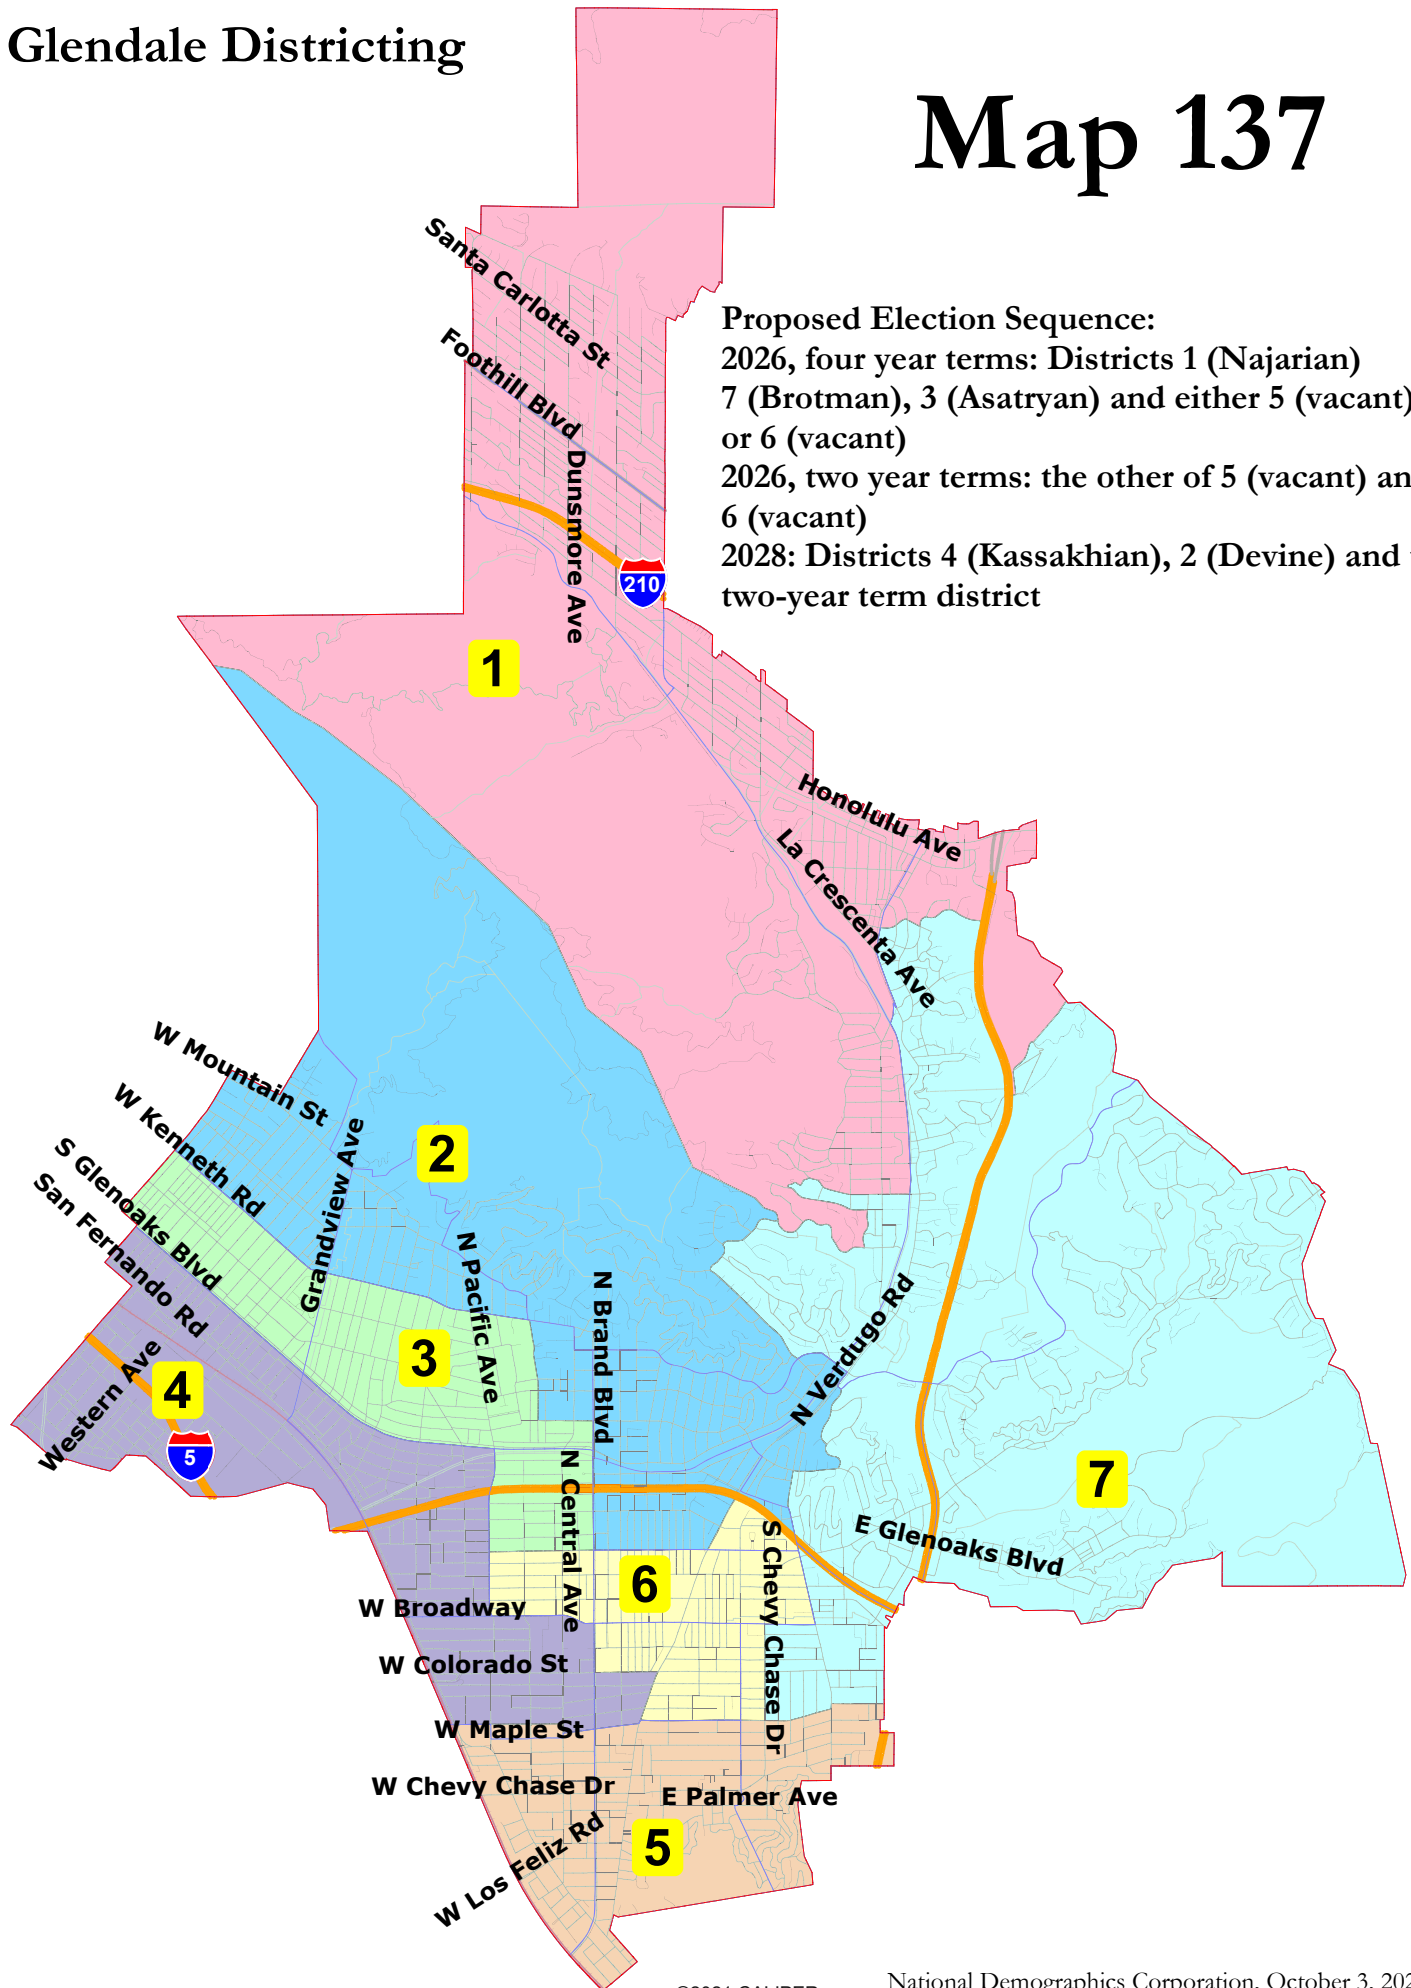 Glendale Districting
Map 137
Santa Carlotta St
Foothill Blvd
Proposed Election Sequence:
2026, four year terms: Districts 1 (Najarian)
7 (Brotman), 3 (Asatryan) and either 5 (vacant)
or 6 (vacant)
2026, two year terms: the other of 5 (vacant)
6 (vacant)
2028: Districts 4 (Kassakhian), 2 (Devine) and
two-year term district
Dunsmore Ave
210
1
Honolulu Ave
La Crescenta Ave
W Mountain St
W Kenneth Rd
S Glenoaks Blvd
San Fernando Rd
Grandview Ave
2
N Pacific Ave
N Brand Blvd
N Verdugo Rd
3
4
Western Ave
5
7
N Central Ave
S Chevy Chase Dr
E Glenoaks Blvd
6
W Broadway
W Colorado St
W Maple St
W Chevy Chase Dr
E Palmer Ave
5
W Los Feliz Rd
National Demographics Corporation, October 3,